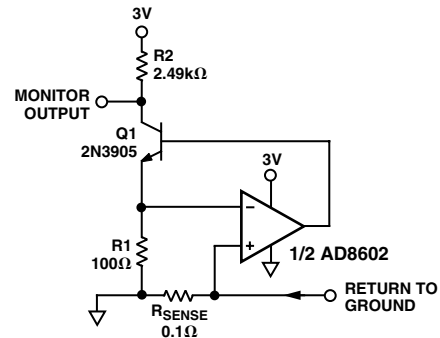 3V
R2
2.49kΩ
MONITOR
OUTPUT
Q1
2N3905
3V
−
+
1/2 AD8602
R1
100Ω
RETURN TO
GROUND
RSENSE
0.1Ω